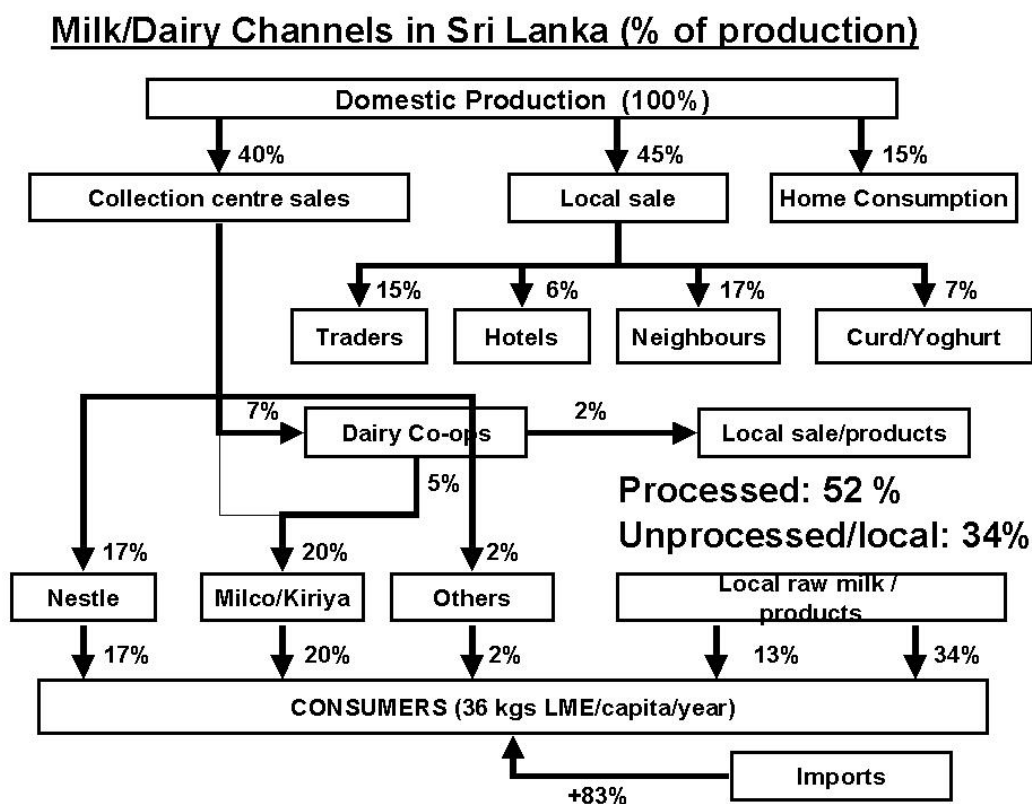 Milk/Dairy Channels in Sri Lanka (% of production)
Domestic Production (100%)
40%
45%
15%
Collection centre sales
Local sale
Home Consumption
15%
6%
17%
7%
Traders
Hotels
Neighbours
Curd/Yoghurt
7%
Dairy Co-ops
2%
Local sale/products
5%
Processed: 52 %
Unprocessed/local: 34%
17%
20%
2%
Nestle
Milco/Kiriya
Others
Local raw milk /
products
17%
20%
2%
13%
34%
CONSUMERS (36 kgs LME/capita/year)
Imports
+83%